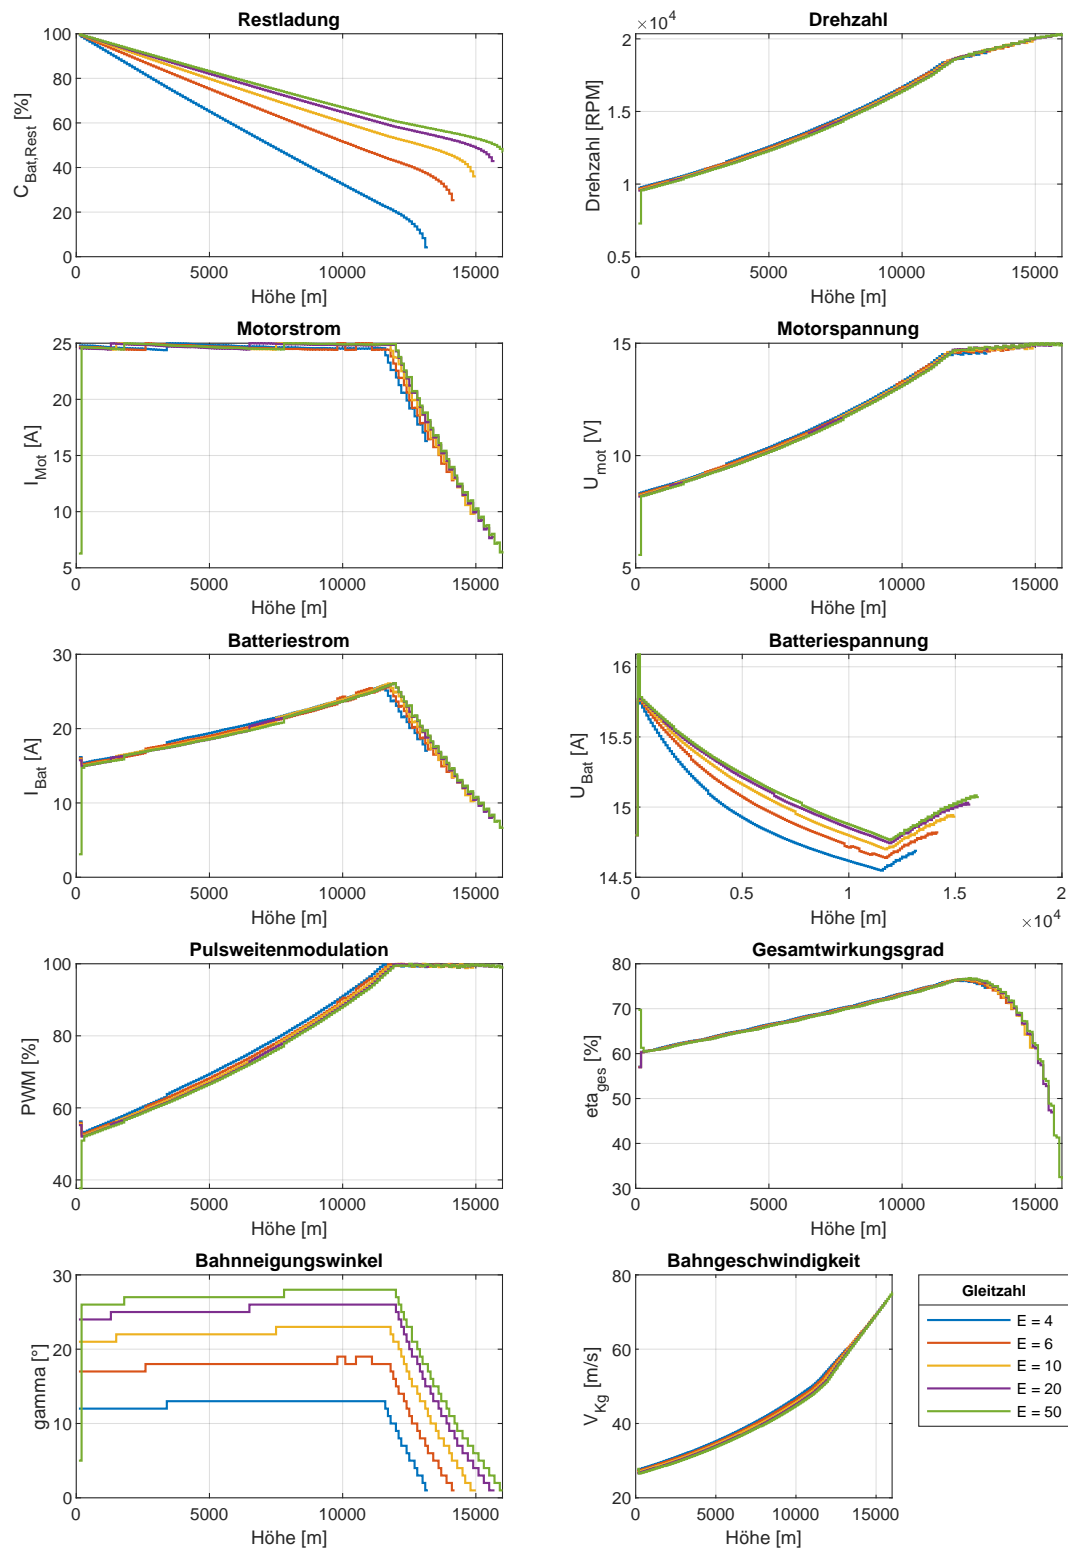 Restladung
100
80
60
40
20
0
C_Bat,Rest [%]
0 5000 10000 15000
Höhe [m]
Drehzahl
×10^4
2
1.5
1
0.5
Drehzahl [RPM]
0 5000 10000 15000
Höhe [m]
Motorstrom
25
20
15
10
5
I_Mot [A]
0 5000 10000 15000
Höhe [m]
Motorspannung
15
10
5
U_mot [V]
0 5000 10000 15000
Höhe [m]
Batteriestrom
30
20
10
0
I_Bat [A]
0 5000 10000 15000
Höhe [m]
Batteriespannung
16
15.5
15
14.5
U_Bat [A]
0 0.5 1 1.5 2
Höhe [m]
×10^4
Pulsweitenmodulation
100
80
60
40
PWM [%]
0 5000 10000 15000
Höhe [m]
Gesamtwirkungsgrad
80
70
60
50
40
30
eta_ges [%]
0 5000 10000 15000
Höhe [m]
Bahnneigungswinkel
30
20
10
0
gamma [°]
0 5000 10000 15000
Höhe [m]
Bahngeschwindigkeit
80
60
40
20
V_Kg [m/s]
0 5000 10000 15000
Höhe [m]
Gleitzahl
E = 4
E = 6
E = 10
E = 20
E = 50